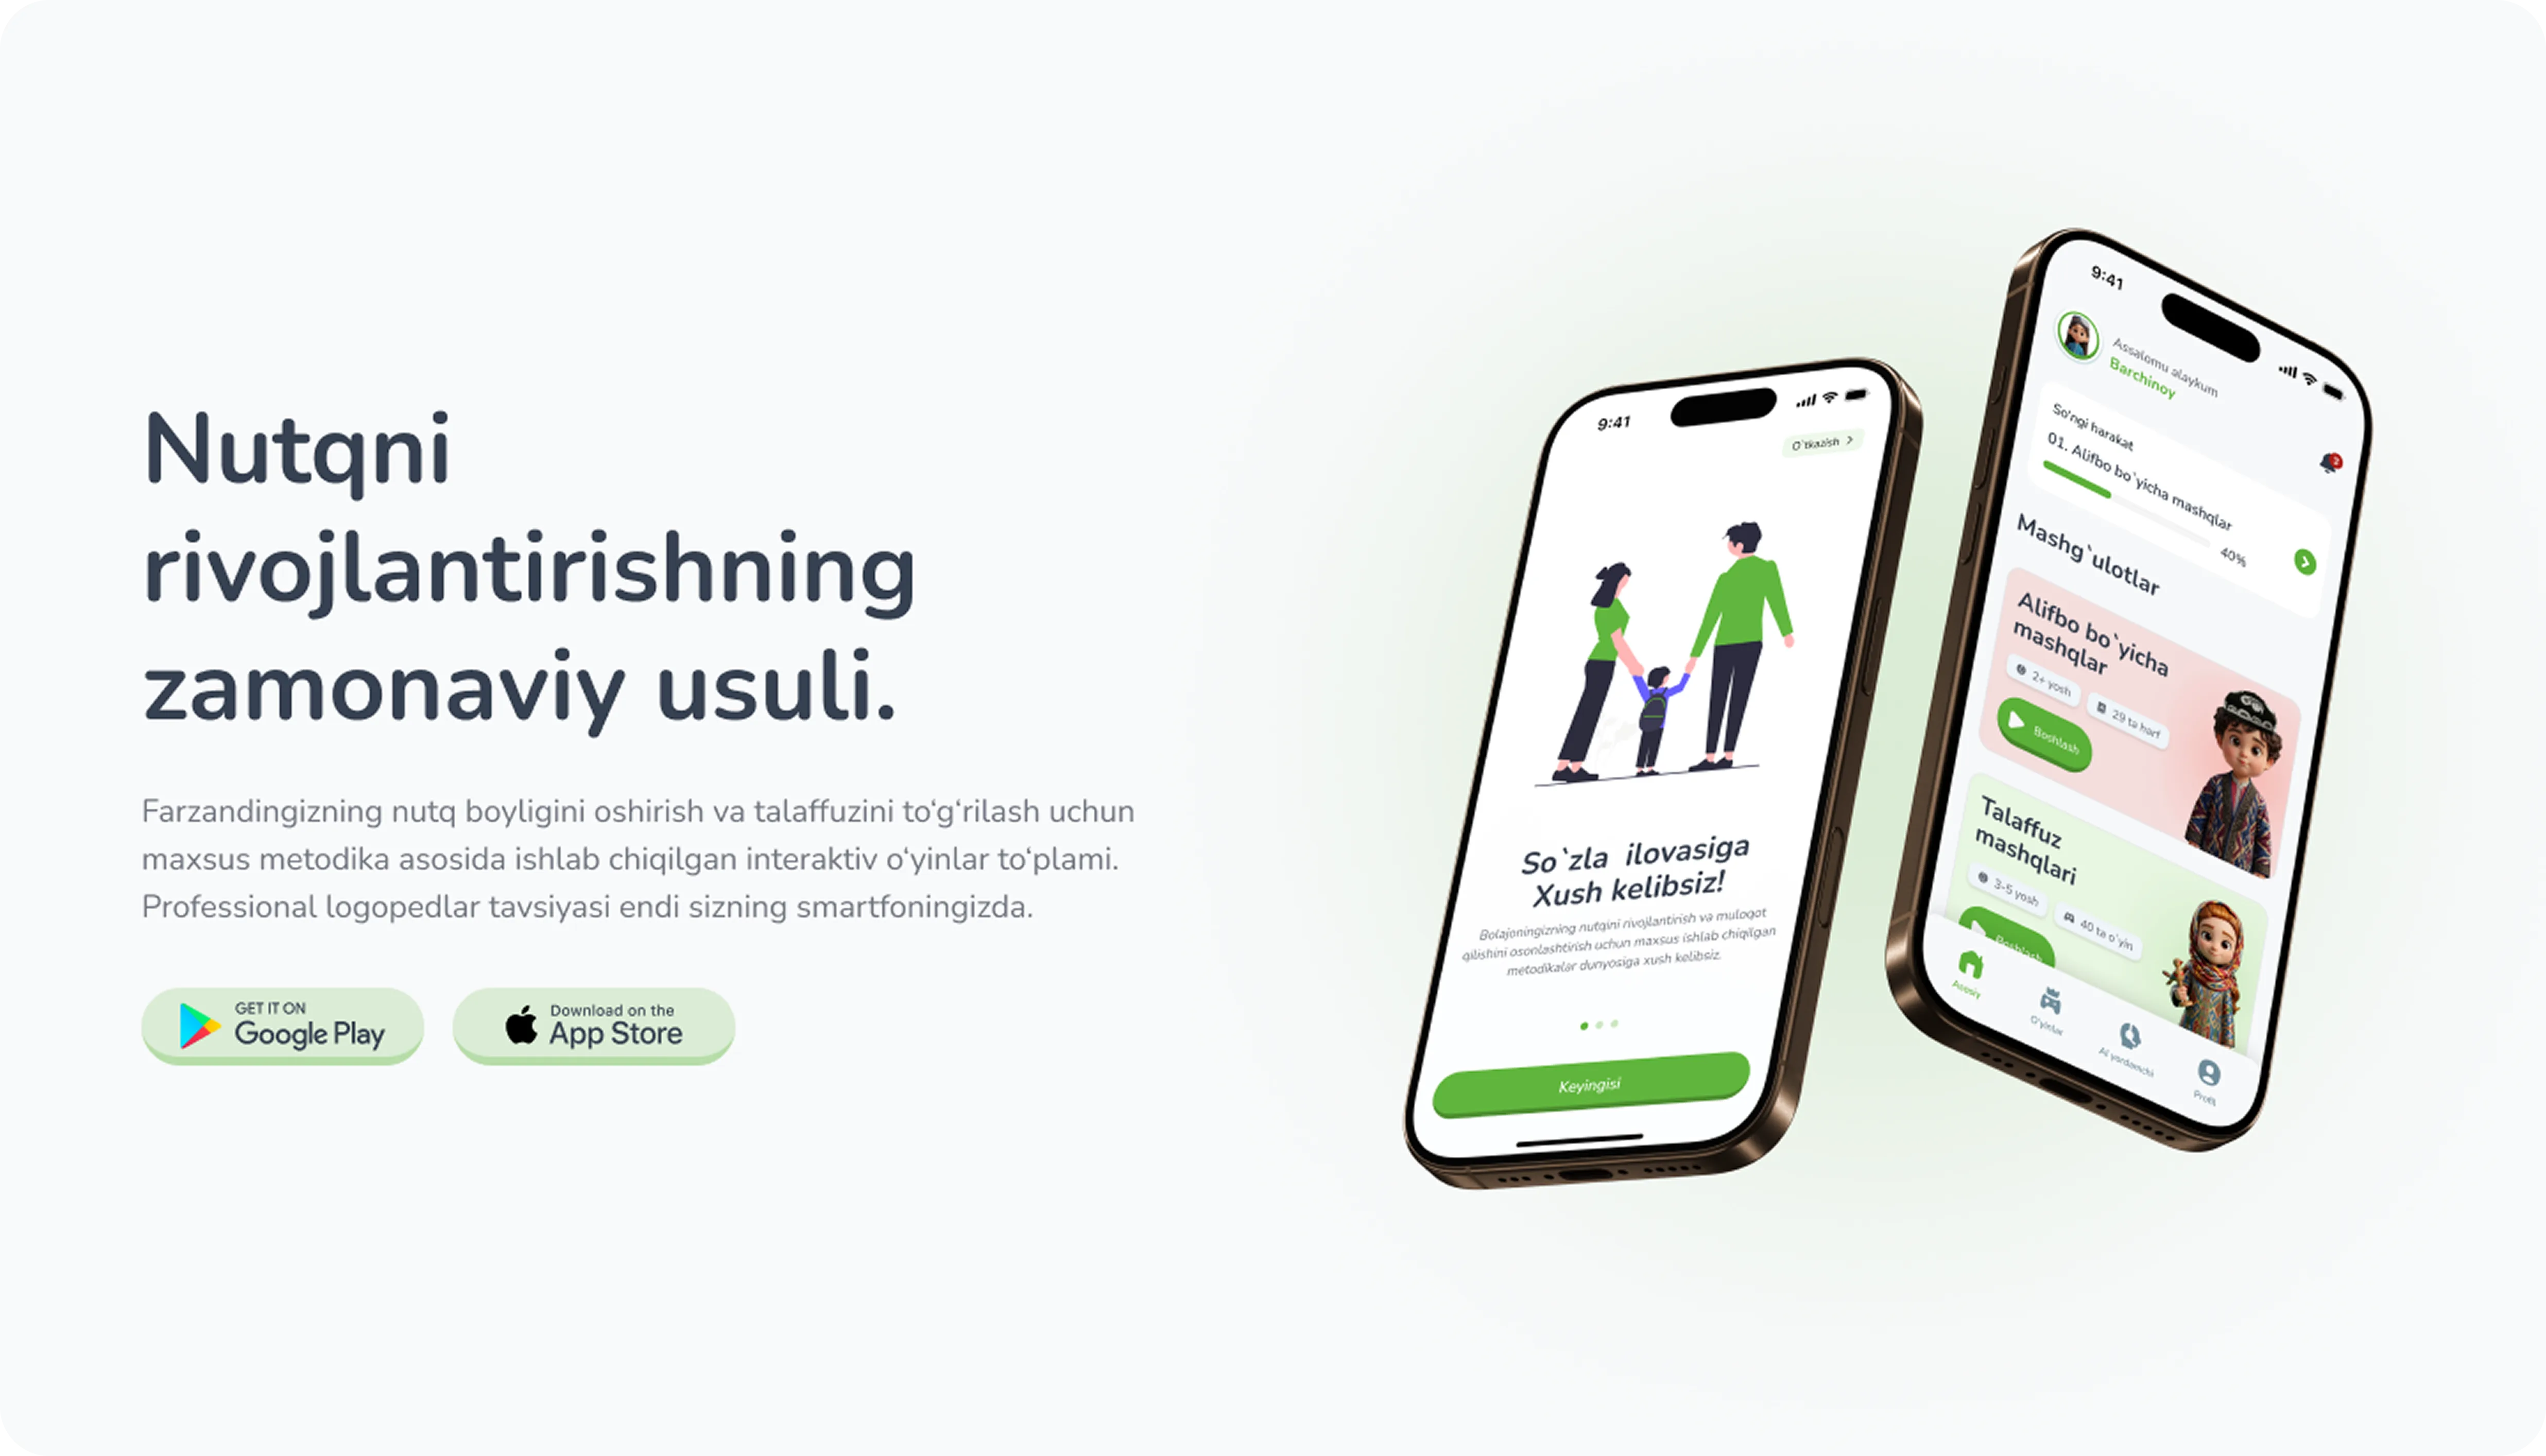 Nutqni
rivojlantirishning
zamonaviy usuli.
Farzandingizning nutq boyligini oshirish va talaffuzini to‘g‘rilash uchun
maxsus metodika asosida ishlab chiqilgan interaktiv o‘yinlar to‘plami.
Professional logopedlar tavsiyasi endi sizning smartfoningizda.
GET IT ON
Google Play
Download on the
App Store
9:41
O`tkazish
So`zla ilovasiga
Xush kelibsiz!
Bolajoningizning nutqini rivojlantirish va muloqot
qilishini osonlashtirish uchun maxsus ishlab chiqilgan
metodikalar dunyosiga xush kelibsiz.
Keyingisi
9:41
Assalomu alaykum
Barchinoy
So'ngi harakat
01. Alifbo bo`yicha mashqlar
40%
Mashg`ulotlar
Alifbo bo`yicha
mashqlar
2+ yosh
29 ta harf
Boshlash
Talaffuz
mashqlari
3-5 yosh
40 ta o`yin
Boshlash
Asosiy
O'yinlar
AI yordamchi
Profil